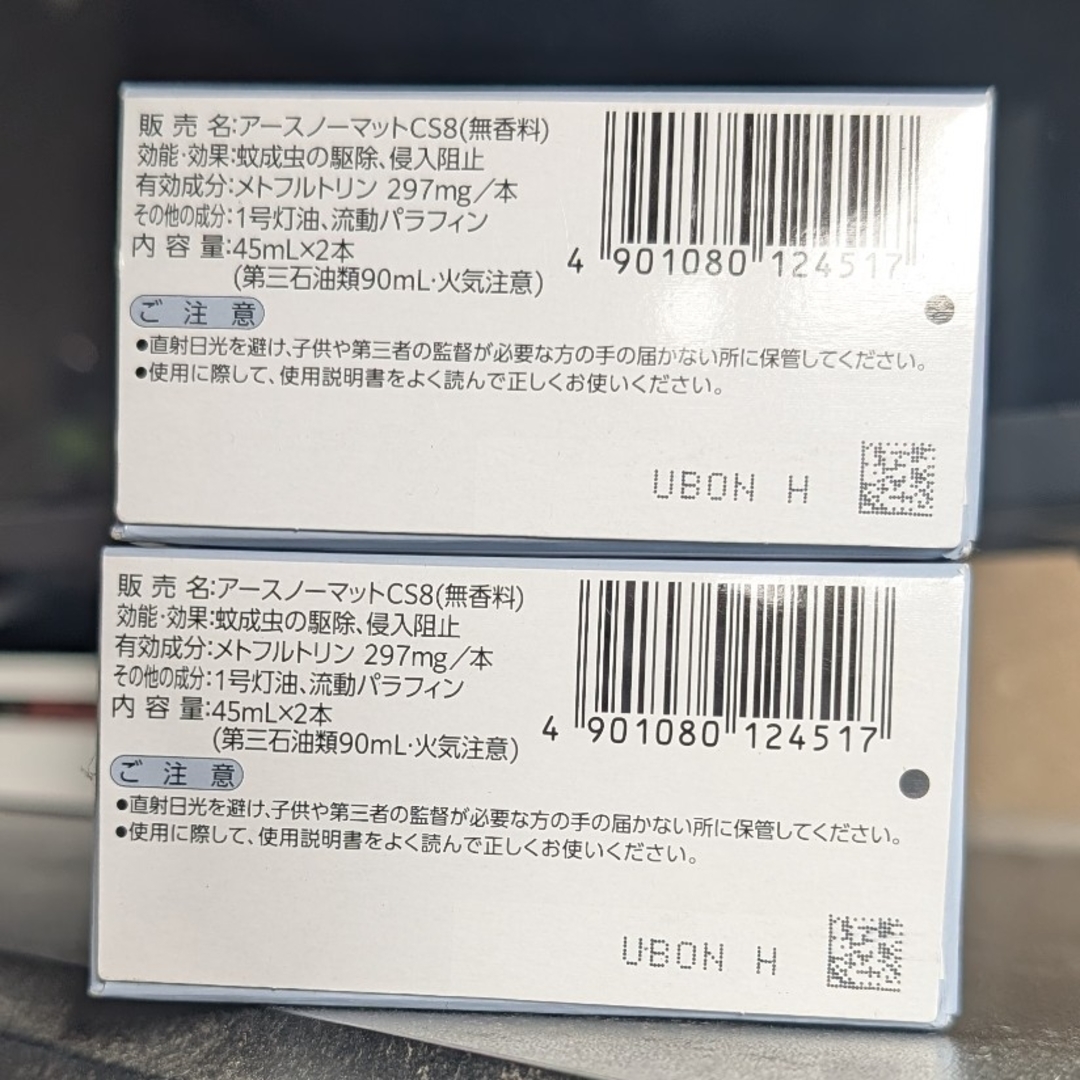 販売名:アースノーマットCS8(無香料)
効能・効果:蚊成虫の駆除、侵入阻止
有効成分:メトフルトリン 297mg/本
その他の成分:1号灯油、流動パラフィン
内容量:45mL×2本
(第三石油類90mL・火気注意)
4 901080 124517
ご注意
●直射日光を避け、子供や第三者の監督が必要な方の手の届かない所に保管してください。
●使用に際して、使用説明書をよく読んで正しくお使いください。
UBON H
販売名:アースノーマットCS8(無香料)
効能・効果:蚊成虫の駆除、侵入阻止
有効成分:メトフルトリン 297mg/本
その他の成分:1号灯油、流動パラフィン
内容量:45mL×2本
(第三石油類90mL・火気注意)
4 901080 124517
ご注意
●直射日光を避け、子供や第三者の監督が必要な方の手の届かない所に保管してください。
●使用に際して、使用説明書をよく読んで正しくお使いください。
UBON H